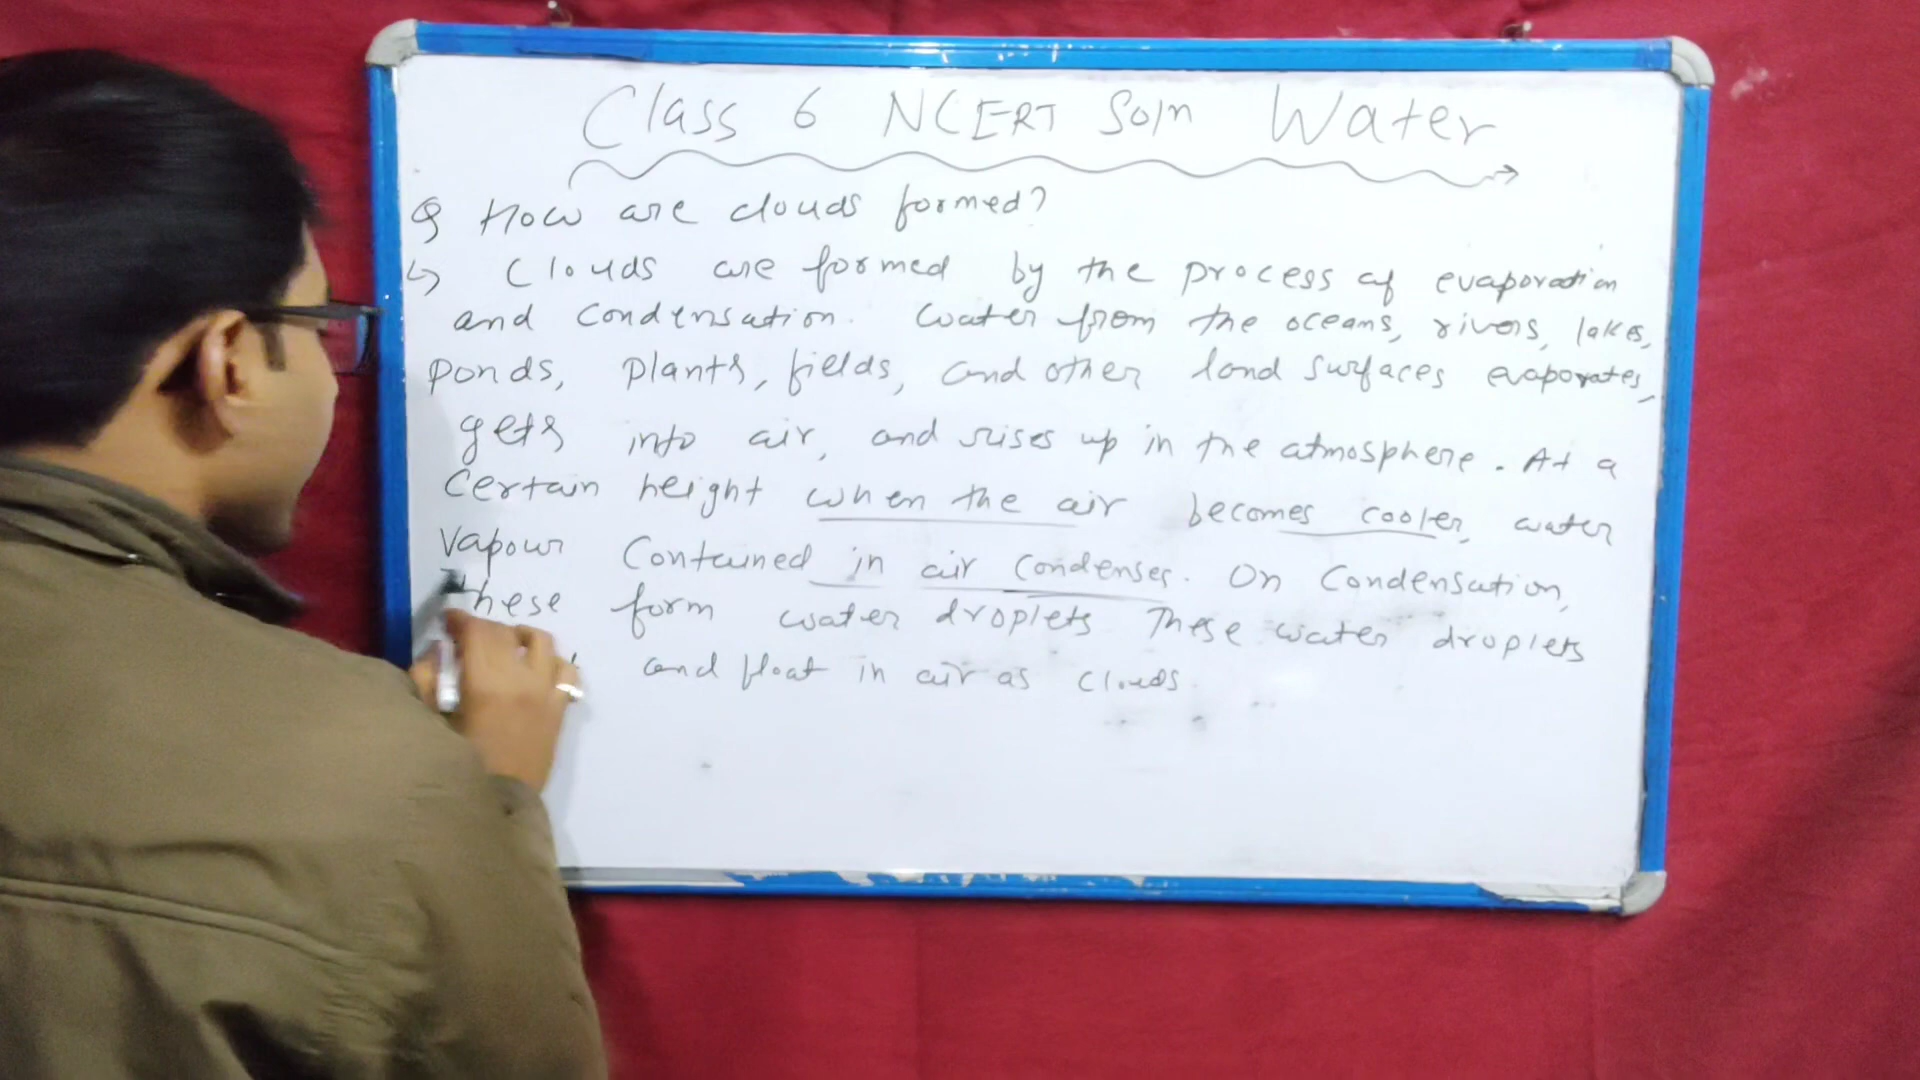 Class 6 NCERT Soln Water
Q How are clouds formed?
↳ Clouds are formed by the process of evaporation
and condensation. Water from the oceans, rivers, lakes,
ponds, plants, fields, and other land surfaces evaporates,
gets into air, and rises up in the atmosphere. At a
certain height when the air becomes cooler, water
vapour contained in air condenses. On condensation,
these form water droplets These water droplets
and float in air as clouds